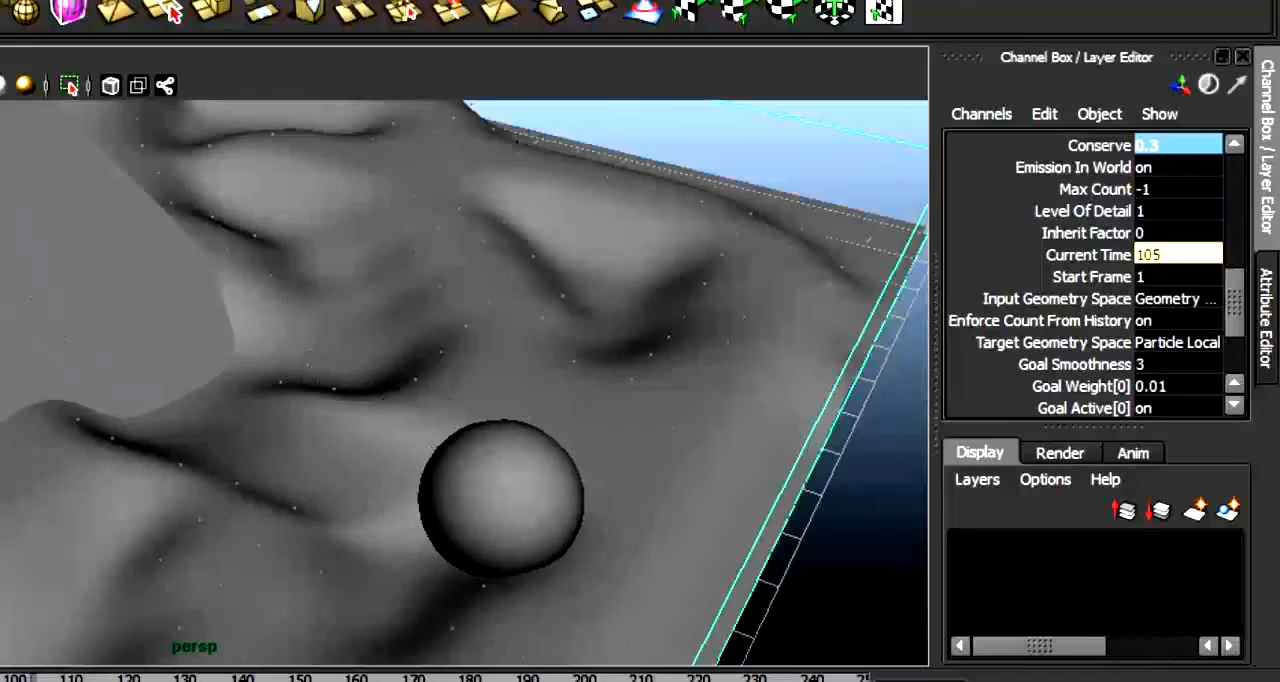 Channel Box / Layer Editor
Channels Edit Object Show
Conserve 0.3
Emission In World on
Max Count -1
Level Of Detail 1
Inherit Factor 0
Current Time 105
Start Frame 1
Input Geometry Space Geometry ...
Enforce Count From History on
Target Geometry Space Particle Local
Goal Smoothness 3
Goal Weight[0] 0.01
Goal Active[0] on
Display Render Anim
Layers Options Help
Channel Box / Layer Editor
Attribute Editor
persp
100 110 120 130 140 150 160 170 180 190 200 210 220 230 240